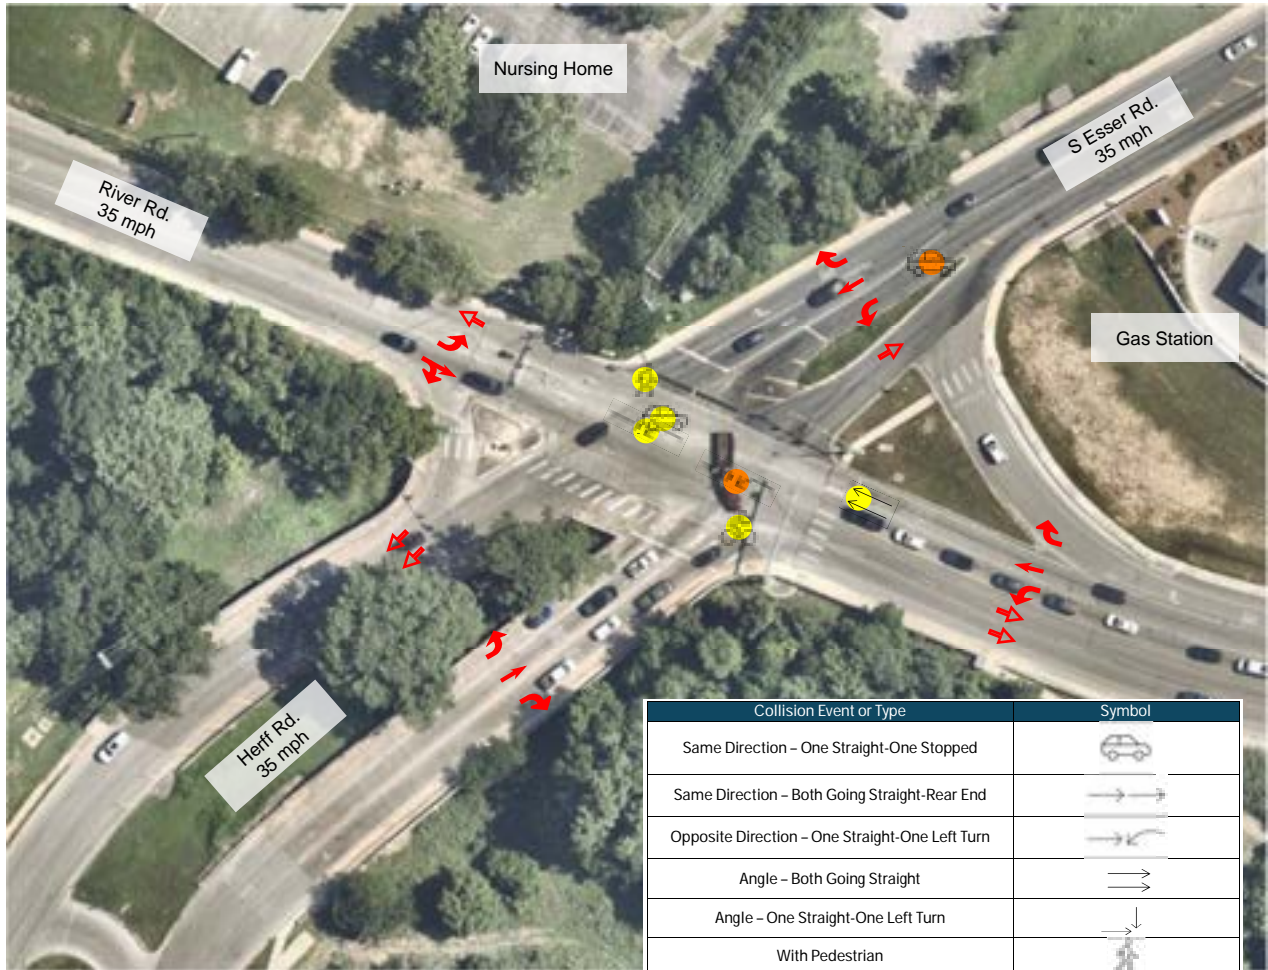 Nursing Home
S Esser Rd.
35 mph
River Rd.
35 mph
Gas Station
Herff Rd.
35 mph
Collision Event or Type Symbol
Same Direction – One Straight-One Stopped
Same Direction – Both Going Straight-Rear End
Opposite Direction – One Straight-One Left Turn
Angle – Both Going Straight
Angle – One Straight-One Left Turn
With Pedestrian